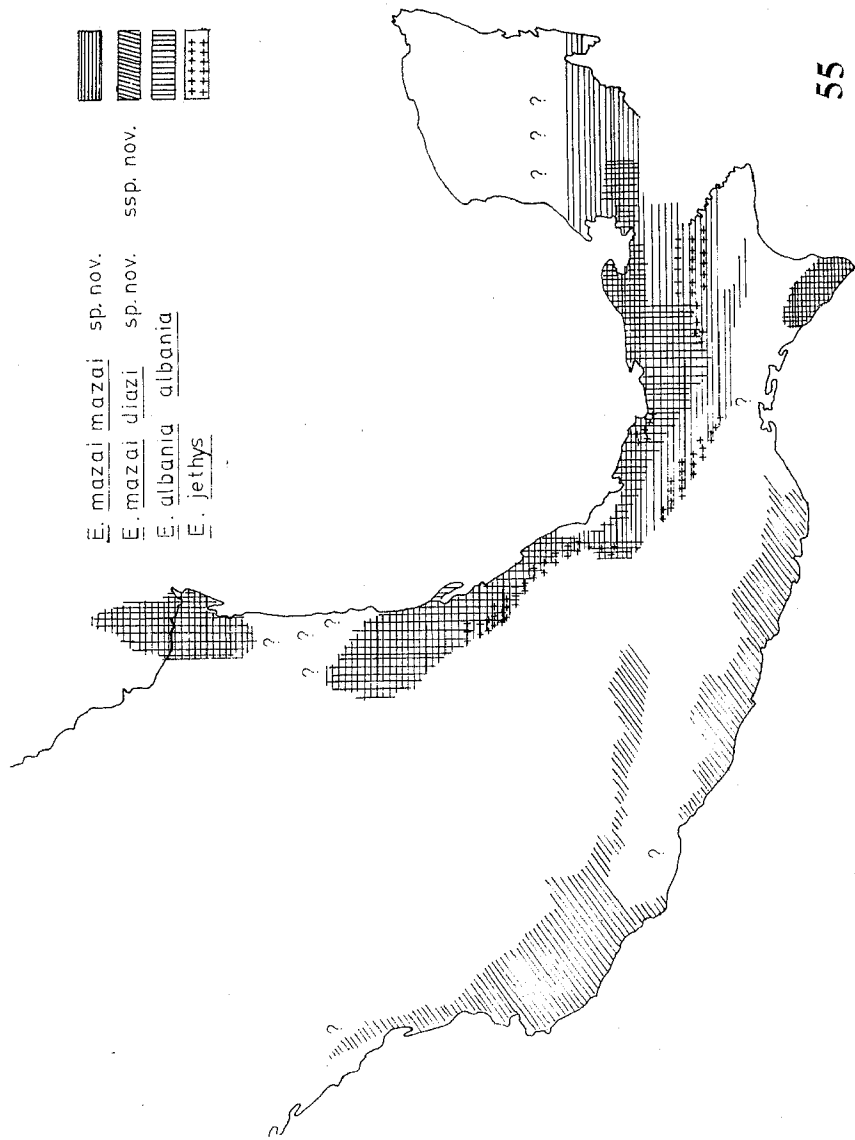 E. mazai mazai sp. nov.
E. mazai diazi sp. nov. ssp. nov.
E. albania albania
E. jethys
? ? ?
?
? ? ? ?
?
?
55